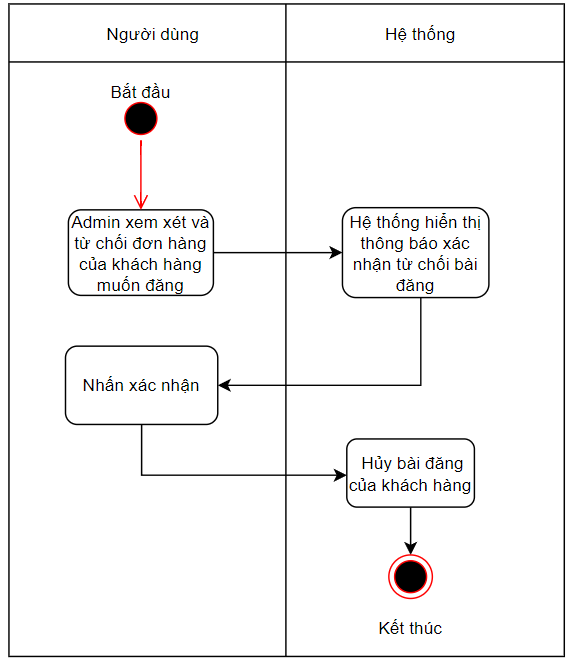 Người dùng
Hệ thống
Bắt đầu
Admin xem xét và
từ chối đơn hàng
của khách hàng
muốn đăng
Hệ thống hiển thị
thông báo xác
nhận từ chối bài
đăng
Nhấn xác nhận
Hủy bài đăng
của khách hàng
Kết thúc